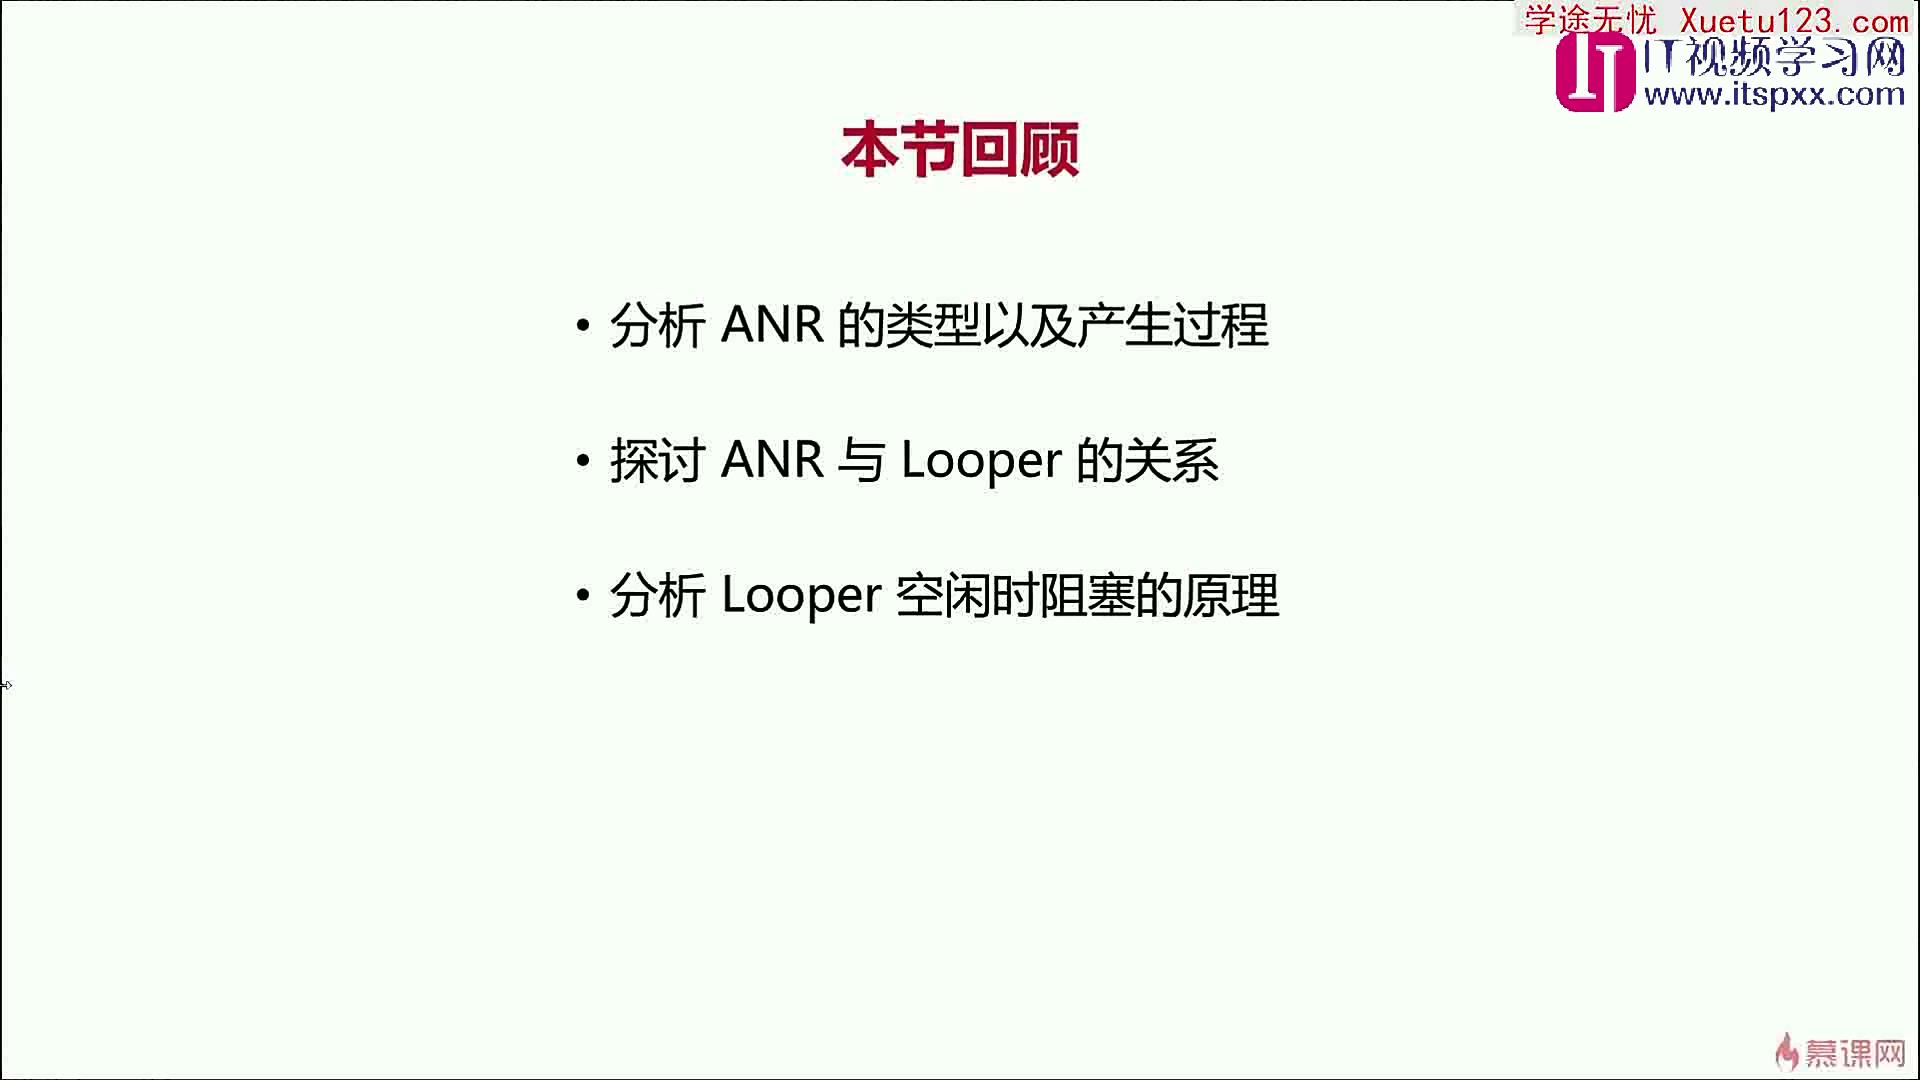 学途无忧 Xuetu123.com
IT视频学习网
www.itspxx.com
本节回顾
• 分析 ANR 的类型以及产生过程
• 探讨 ANR 与 Looper 的关系
• 分析 Looper 空闲时阻塞的原理
慕课网